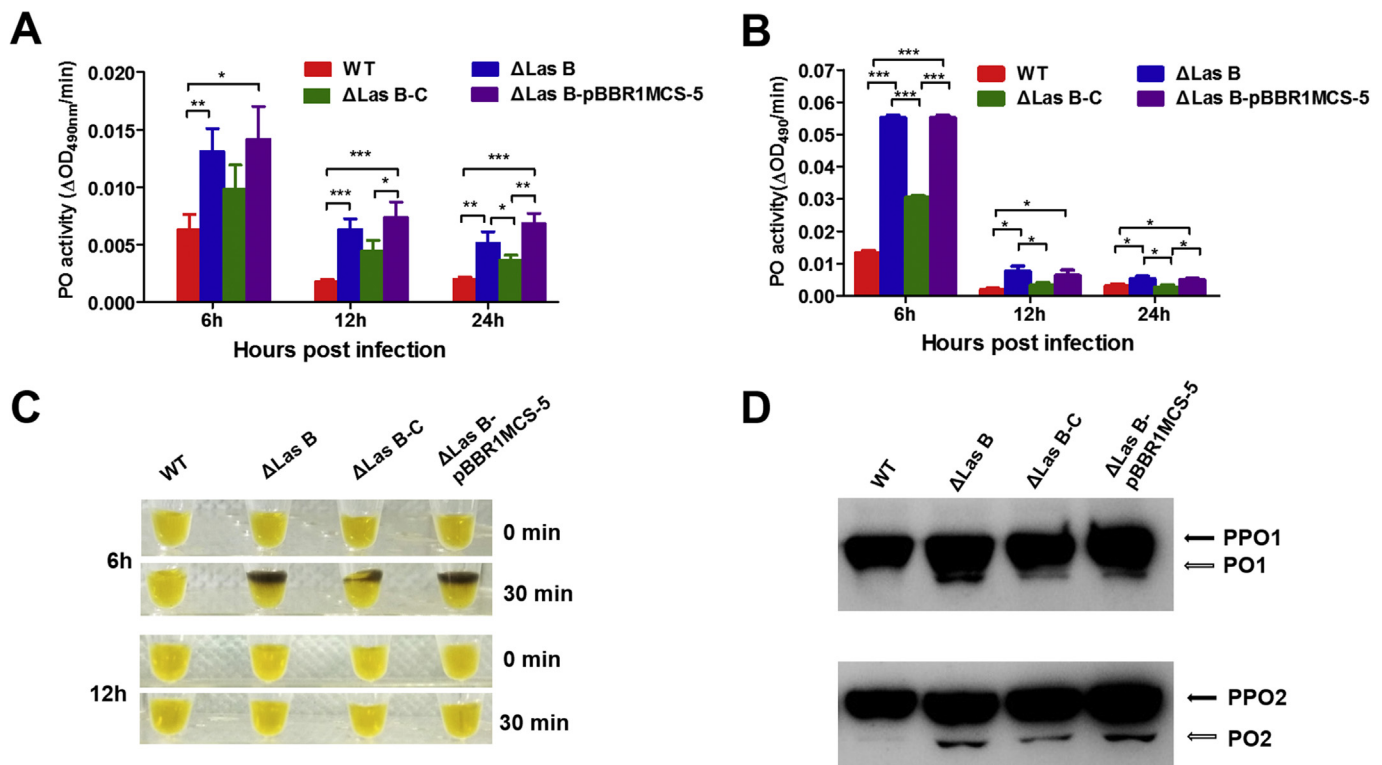 A
PO activity (ΔOD490nm/min)
0.020
0.015
0.010
0.005
0.000
WT
ΔLas B
ΔLas B-C
ΔLas B-pBBR1MCS-5
*
**
***
***
*
***
**
*
**
6h
12h
24h
Hours post infection
B
PO activity(ΔOD490/min)
0.07
0.06
0.05
0.04
0.03
0.02
0.01
0.00
WT
ΔLas B
ΔLas B-C
ΔLas B-pBBR1MCS-5
***
***
***
***
*
*
*
*
*
*
*
6h
12h
24h
Hours post infection
C
WT
ΔLas B
ΔLas B-C
ΔLas B-
pBBR1MCS-5
6h
0 min
30 min
12h
0 min
30 min
D
WT
ΔLas B
ΔLas B-C
ΔLas B-
pBBR1MCS-5
PPO1
PO1
PPO2
PO2